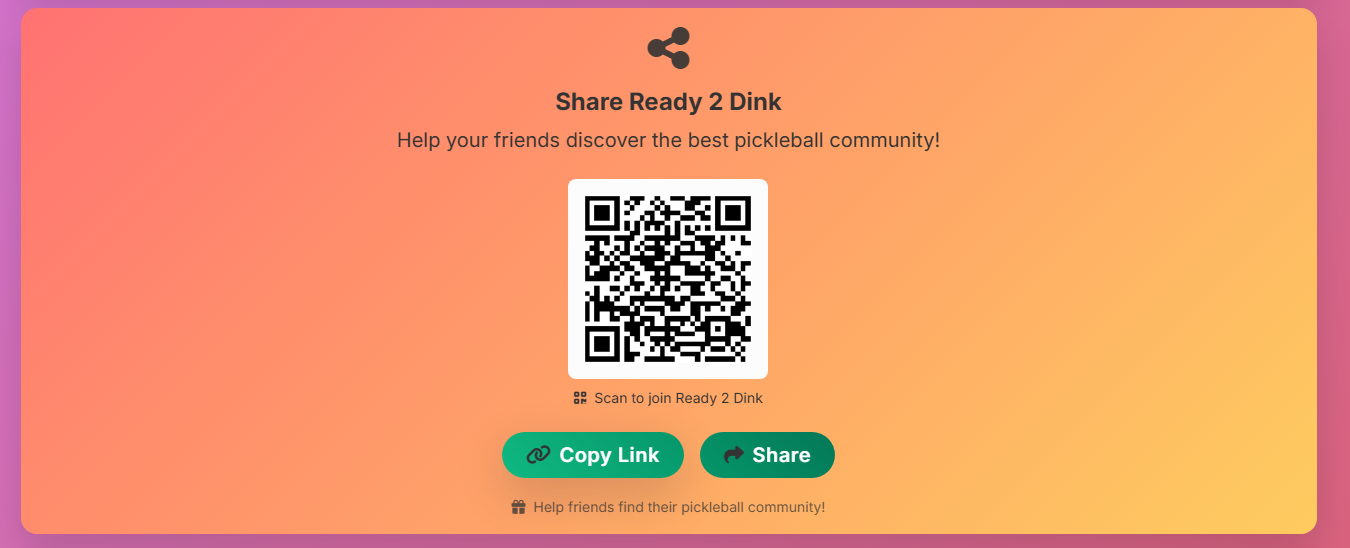 Share Ready 2 Dink
Help your friends discover the best pickleball community!
Scan to join Ready 2 Dink
Copy Link
Share
Help friends find their pickleball community!